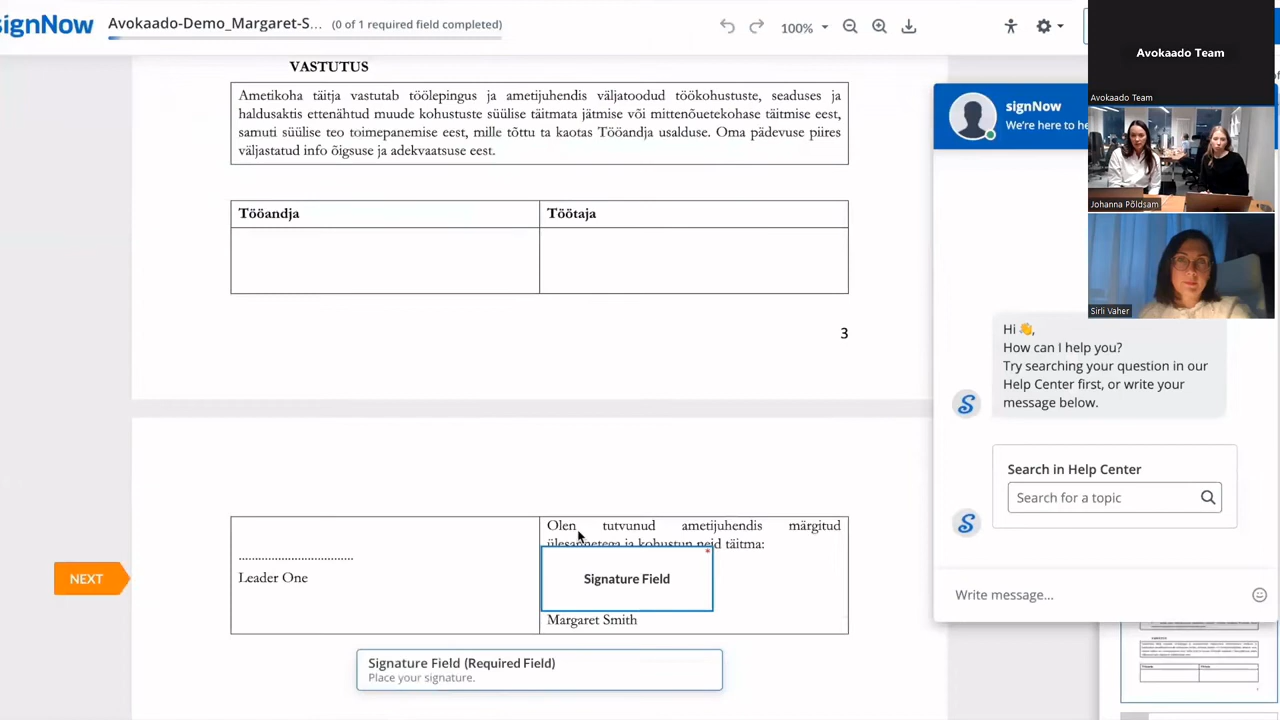 signNow
Avokaado-Demo_Margaret-S...
(0 of 1 required field completed)
100%
VASTUTUS
Ametikoha täitja vastutab töölepingus ja ametijuhendis väljatoodud töökohustuste, seaduses ja
haldusaktis ettenähtud muude kohustuste süülise täitmata jätmise või mittenõuetekohase täitmise eest,
samuti süülise teo toimepanemise eest, mille tõttu ta kaotas Tööandja usalduse. Oma pädevuse piires
väljastatud info õigsuse ja adekvaatsuse eest.
Tööandja
Töötaja
3
Olen tutvunud ametijuhendis märgitud
ülesannetega ja kohustun neid täitma:
..................................
Leader One
Signature Field
*
Margaret Smith
NEXT
Signature Field (Required Field)
Place your signature.
Avokaado Team
Avokaado Team
Johanna Põldsam
Sirli Vaher
signNow
We're here to he
Hi 👋,
How can I help you?
Try searching your question in our
Help Center first, or write your
message below.
Search in Help Center
Search for a topic
Write message...